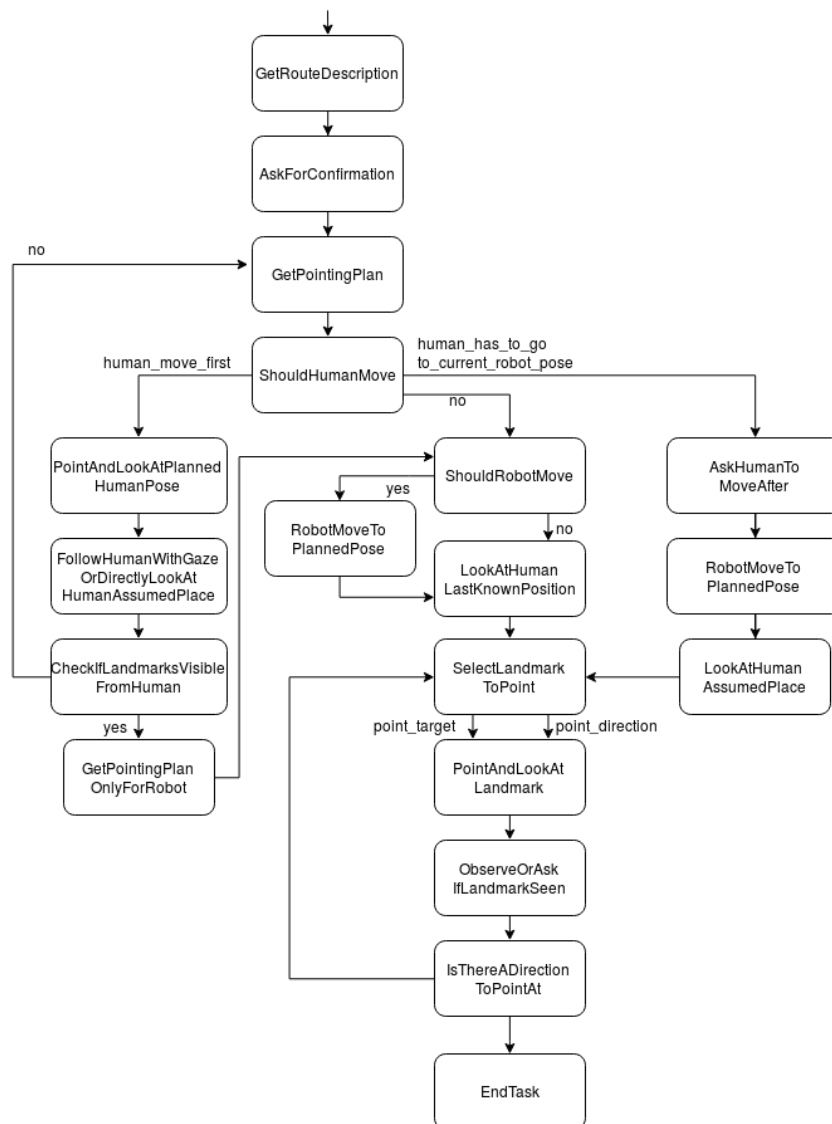 GetRouteDescription
AskForConfirmation
no
GetPointingPlan
human_has_to_go
to_current_robot_pose
human_move_first
ShouldHumanMove
no
PointAndLookAtPlanned
HumanPose
ShouldRobotMove
AskHumanTo
MoveAfter
yes
RobotMoveTo
PlannedPose
no
FollowHumanWithGaze
OrDirectlyLookAt
HumanAssumedPlace
LookAtHuman
LastKnownPosition
RobotMoveTo
PlannedPose
CheckIfLandmarksVisible
FromHuman
SelectLandmark
ToPoint
LookAtHuman
AssumedPlace
yes
point_target
point_direction
GetPointingPlan
OnlyForRobot
PointAndLookAt
Landmark
ObserveOrAsk
IfLandmarkSeen
IsThereADirection
ToPointAt
EndTask